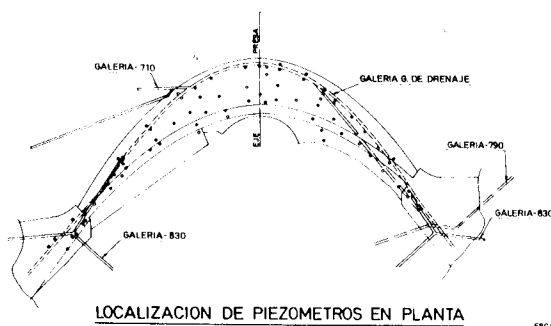 PRESA
GALERIA-710
GALERIA G. DE DRENAJE
EJE
GALERIA-790
GALERIA-830
GALERIA-830
LOCALIZACION DE PIEZOMETROS EN PLANTA